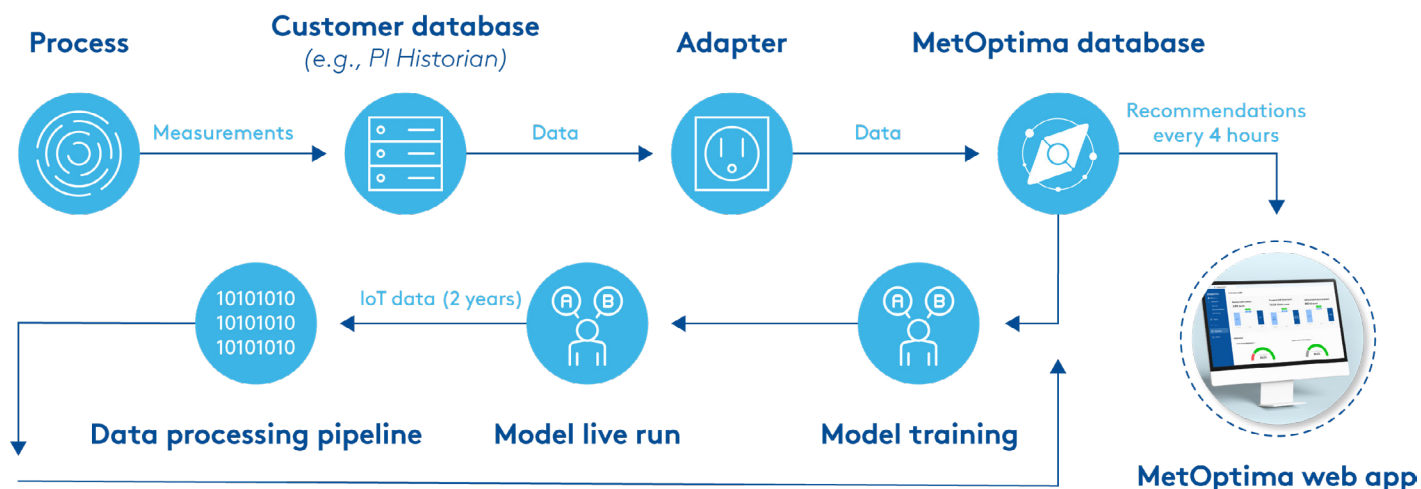 Process
Customer database
(e.g., PI Historian)
Adapter
MetOptima database
Measurements
Data
Data
Recommendations
every 4 hours
10101010
10101010
10101010
IoT data (2 years)
A
B
A
B
Data processing pipeline
Model live run
Model training
MetOptima web app